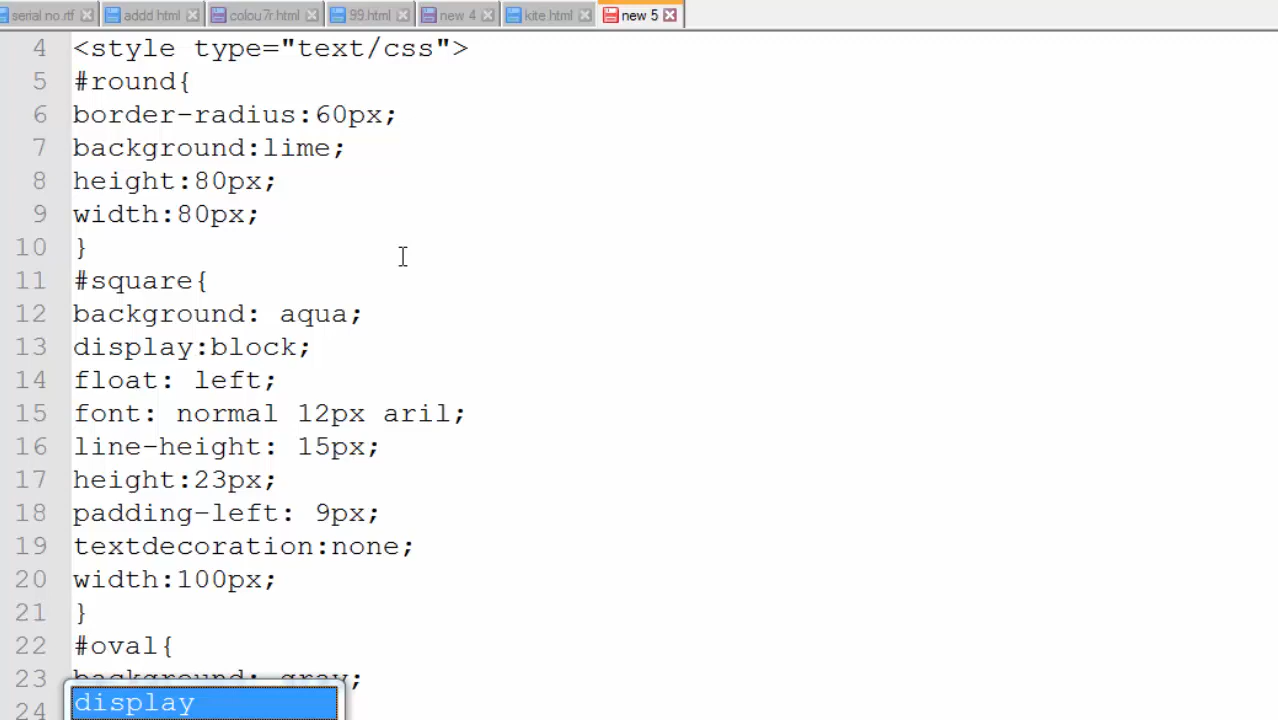 serial no.rtf addd html colou7r.html 99.html new 4 kite.html new 5
4 <style type="text/css">
5 #round{
6 border-radius:60px;
7 background:lime;
8 height:80px;
9 width:80px;
10 }
11 #square{
12 background: aqua;
13 display:block;
14 float: left;
15 font: normal 12px aril;
16 line-height: 15px;
17 height:23px;
18 padding-left: 9px;
19 textdecoration:none;
20 width:100px;
21 }
22 #oval{
23 background: gray;
24
display